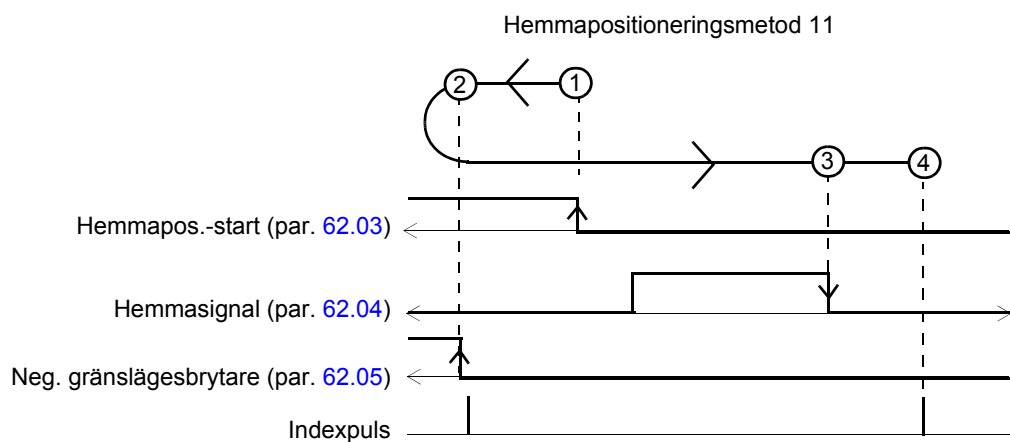 Hemmapositioneringsmetod 11
2 1
3 4
Hemmapos.-start (par. 62.03)
Hemmasignal (par. 62.04)
Neg. gränslägesbrytare (par. 62.05)
Indexpuls